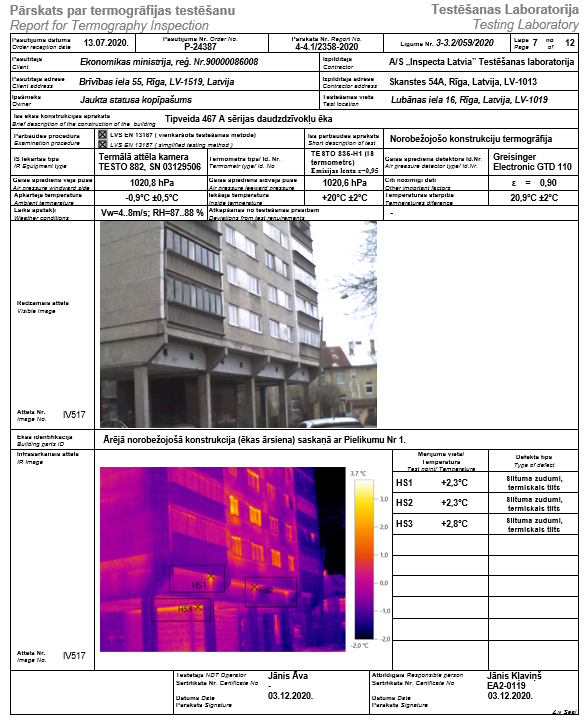 Pārskats par termogrāfijas testēšanu
Testēšanas Laboratorija
Report for Termography Inspection
Testing Laboratory
Pasūtījuma datums
Order reception date
13.07.2020.
Pasūtījuma Nr. Order No.
P-24387
Pārskata Nr. Report No.
4-4.1/2358-2020
Līguma Nr. 3-3.2/059/2020
Lapa 7 no 12
Page of
Pasūtītājs
Client
Ekonomikas ministrija, reģ. Nr.90000086008
Izpildītājs
Contractor
A/S „Inspecta Latvia” Testēšanas laboratorija
Pasūtītāja adrese
Client address
Brīvības iela 55, Rīga, LV-1519, Latvija
Izpildītāja adrese
Contractor address
Skanstes 54A, Rīga, Latvija, LV-1013
Īpašnieks
Owner
Jaukta statusa kopīpašums
Testēšanas vieta
Test location
Lubānas iela 16, Rīga, Latvija, LV-1019
Īss ēkas konstrukcijas apraksts
Brief description of the construction of the building
Tipveida 467 A sērijas daudzdzīvokļu ēka
Pārbaudes procedūra
Examination procedure
LVS EN 13187 ( vienkāršota testēšanas metode)
LVS EN 13187 ( simplified testing method )
Īss pārbaudes apraksts
Short description of test
Norobežojošo konstrukciju termogrāfija
IS iekārtas tips
IR Equipment type
Termālā attēla kamera
TESTO 882, SN 03129506
Termometra tips/ Id. Nr.
Termometr type/ Id. No
TESTO 835-H1 (IS termometrs)
Emisijas lenta ε=0,95
Gaisa spiediena detektora Id.Nr.
Air pressure detector type/ Id.Nr.
Greisinger
Electronic GTD 110
Gaisa spiediens vēja pusē
Air pressure windward side
1020,8 hPa
Gaisa spiediens aizvēja pusē
Air pressure leeward pressure
1020,6 hPa
Citi nozīmīgi dati
Other important factors
ε = 0,90
Apkārtējā temperatūra
Ambient temperature
-0,9°C ±0,5°C
Iekšējā temperatūra
Inside temperature
+20°C ±2°C
Temperatūras starpība
Temperatures diference
20,9°C ±2°C
Laika apstākļi
Weather conditions
Vw=4..8m/s; RH=87..88 %
Atkāpšanās no testēšanas prasībām
Deviations from test requirements
-
Redzamais attēls
Visible image
Attēla Nr.
Image No.
IV517
Ēkas identifikācija
Building parts ID
Ārējā norobežojošā konstrukcija (ēkas ārsiena) saskaņā ar Pielikumu Nr 1.
Infrasarkanais attēls
IR image
Mērījuma vieta/
Temperatūra
Test point/ Temperature
Defekta tips
Type of defect
HS1 +2,3°C Siltuma zudumi, termiskais tilts
HS2 +2,3°C Siltuma zudumi, termiskais tilts
HS3 +2,8°C Siltuma zudumi, termiskais tilts
3,7 °C
3,0
2,0
1,0
0,0
-1,0
-2,0
-2,0 °C
HS1
HS2
HS3
Attēla Nr.
Image No.
IV517
Testētājs NDT Operator
Jānis Āva
Sertifikāta Nr. Certificate No
-
Datums Date
03.12.2020.
Paraksts Signature
Atbildīgais Responsible person
Jānis Kļaviņš
Sertifikāta Nr. Certificate No
EA2-0119
Datums Date
03.12.2020.
Paraksts Signature
Z.v. Seal